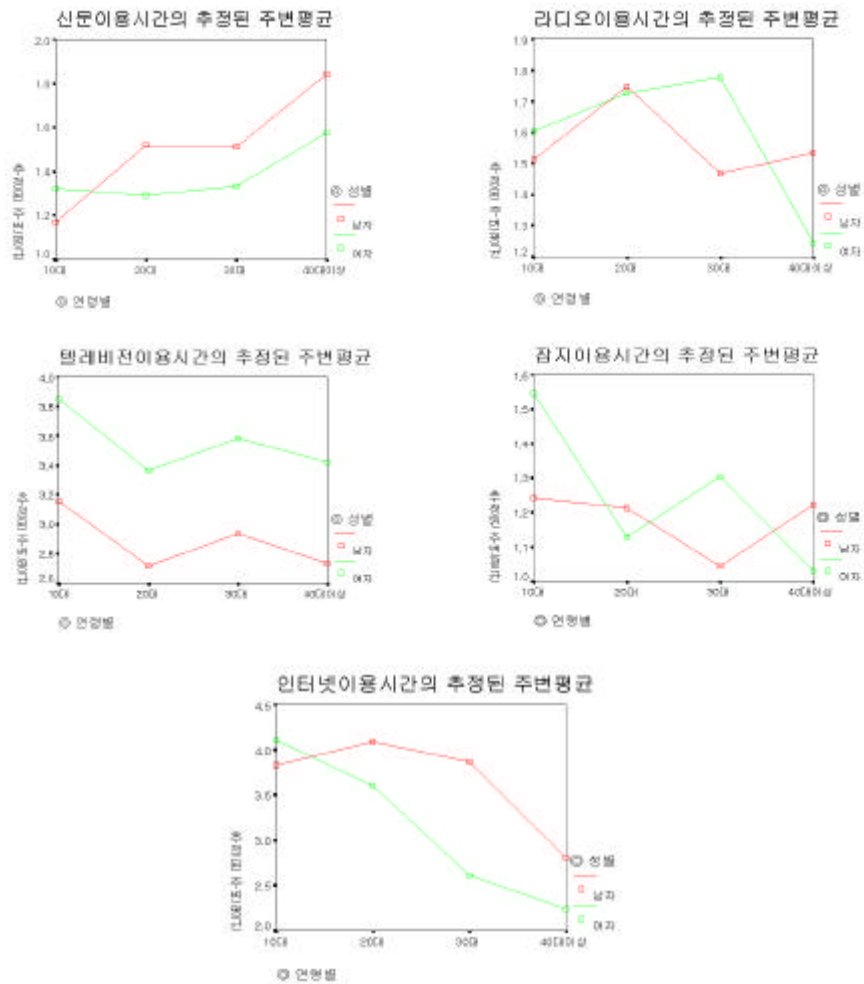 신문이용시간의 추정된 주변평균
2.0
1.8
1.6
1.4
1.2
1.0
10대
20대
30대
40대이상
◎ 성별
남자
여자
◎ 연령별
라디오이용시간의 추정된 주변평균
1.9
1.8
1.7
1.6
1.5
1.4
1.3
1.2
10대
20대
30대
40대이상
◎ 성별
남자
여자
◎ 연령별
텔레비전이용시간의 추정된 주변평균
4.0
3.8
3.6
3.4
3.2
3.0
2.8
2.6
10대
20대
30대
40대이상
◎ 성별
남자
여자
◎ 연령별
잡지이용시간의 추정된 주변평균
1.6
1.5
1.4
1.3
1.2
1.1
1.0
10대
20대
30대
40대이상
◎ 성별
남자
여자
◎ 연령별
인터넷이용시간의 추정된 주변평균
4.5
4.0
3.5
3.0
2.5
2.0
10대
20대
30대
40대이상
◎ 성별
남자
여자
◎ 연령별